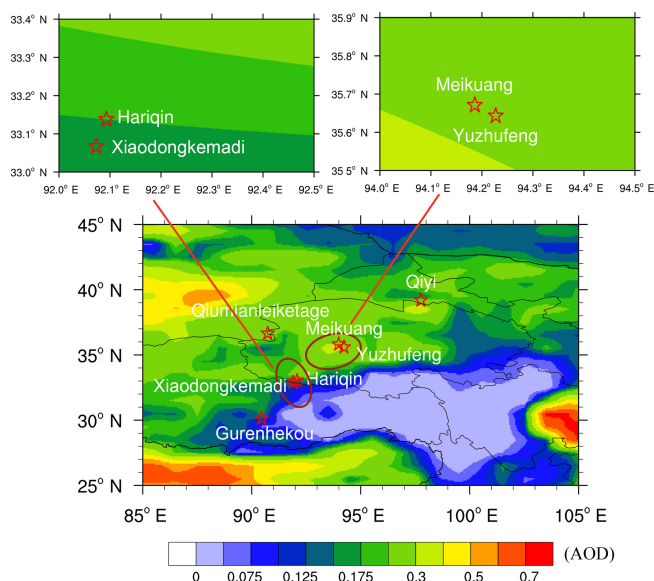 33.4° N
33.3° N
33.2° N
33.1° N
33.0° N
Hariqin
Xiaodongkemadi
92.0° E 92.1° E 92.2° E 92.3° E 92.4° E 92.5° E
35.9° N
35.8° N
35.7° N
35.6° N
35.5° N
Meikuang
Yuzhufeng
94.0° E 94.1° E 94.2° E 94.3° E 94.4° E 94.5° E
45° N
40° N
35° N
30° N
25° N
Qiyi
Qiumianleiketage
Meikuang
Yuzhufeng
Xiaodongkemadi
Hariqin
Gurenhekou
85° E 90° E 95° E 100° E 105° E
(AOD)
0 0.075 0.125 0.175 0.3 0.5 0.7